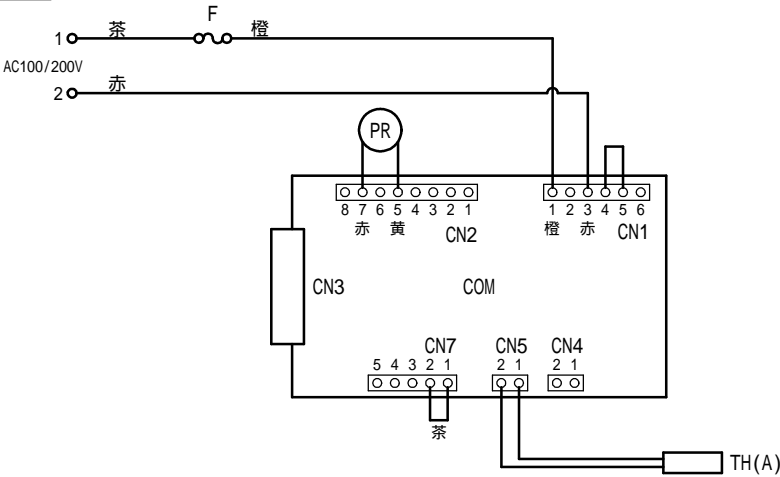 F
1 茶 橙
AC100/200V
2 赤
PR
8 7 6 5 4 3 2 1
1 2 3 4 5 6
赤 黄
橙 赤
CN2
CN1
CN3
COM
CN7
CN5
CN4
5 4 3 2 1
2 1
2 1
茶
TH(A)